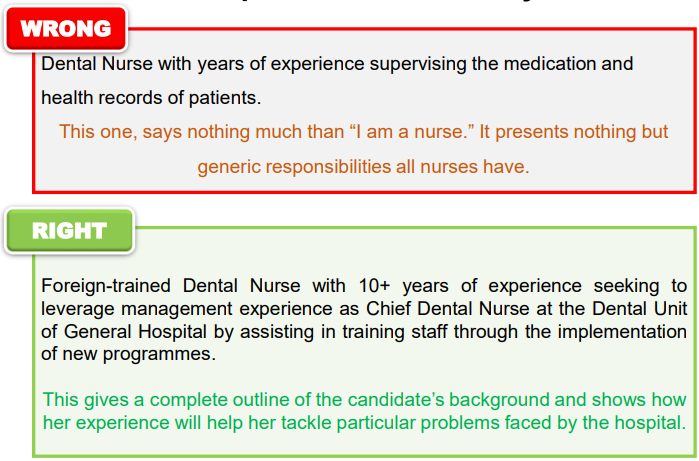 WRONG
Dental Nurse with years of experience supervising the medication and
health records of patients.
This one, says nothing much than “I am a nurse.” It presents nothing but
generic responsibilities all nurses have.
RIGHT
Foreign-trained Dental Nurse with 10+ years of experience seeking to
leverage management experience as Chief Dental Nurse at the Dental Unit
of General Hospital by assisting in training staff through the implementation
of new programmes.
This gives a complete outline of the candidate’s background and shows how
her experience will help her tackle particular problems faced by the hospital.